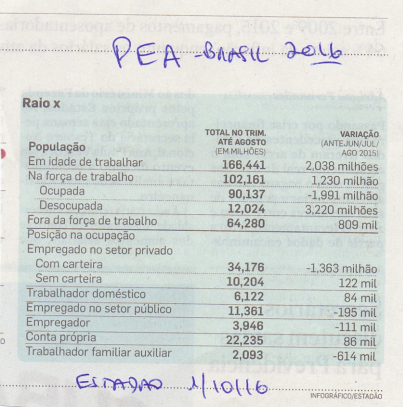 PEA - BRASIL 2016
Raio x
População TOTAL NO TRIM. ATÉ AGOSTO (EM MILHÕES) VARIAÇÃO (ANTEJUN/JUL/AGO 2015)
Em idade de trabalhar 166,441 2,038 milhões
Na força de trabalho 102,161 1,230 milhão
Ocupada 90,137 -1,991 milhão
Desocupada 12,024 3,220 milhões
Fora da força de trabalho 64,280 809 mil
Posição na ocupação
Empregado no setor privado
Com carteira 34,176 -1,363 milhão
Sem carteira 10,204 122 mil
Trabalhador doméstico 6,122 84 mil
Empregado no setor público 11,361 -195 mil
Empregador 3,946 -111 mil
Conta própria 22,235 86 mil
Trabalhador familiar auxiliar 2,093 -614 mil
ESTADAO 1/10/16
INFOGRÁFICO/ESTADÃO